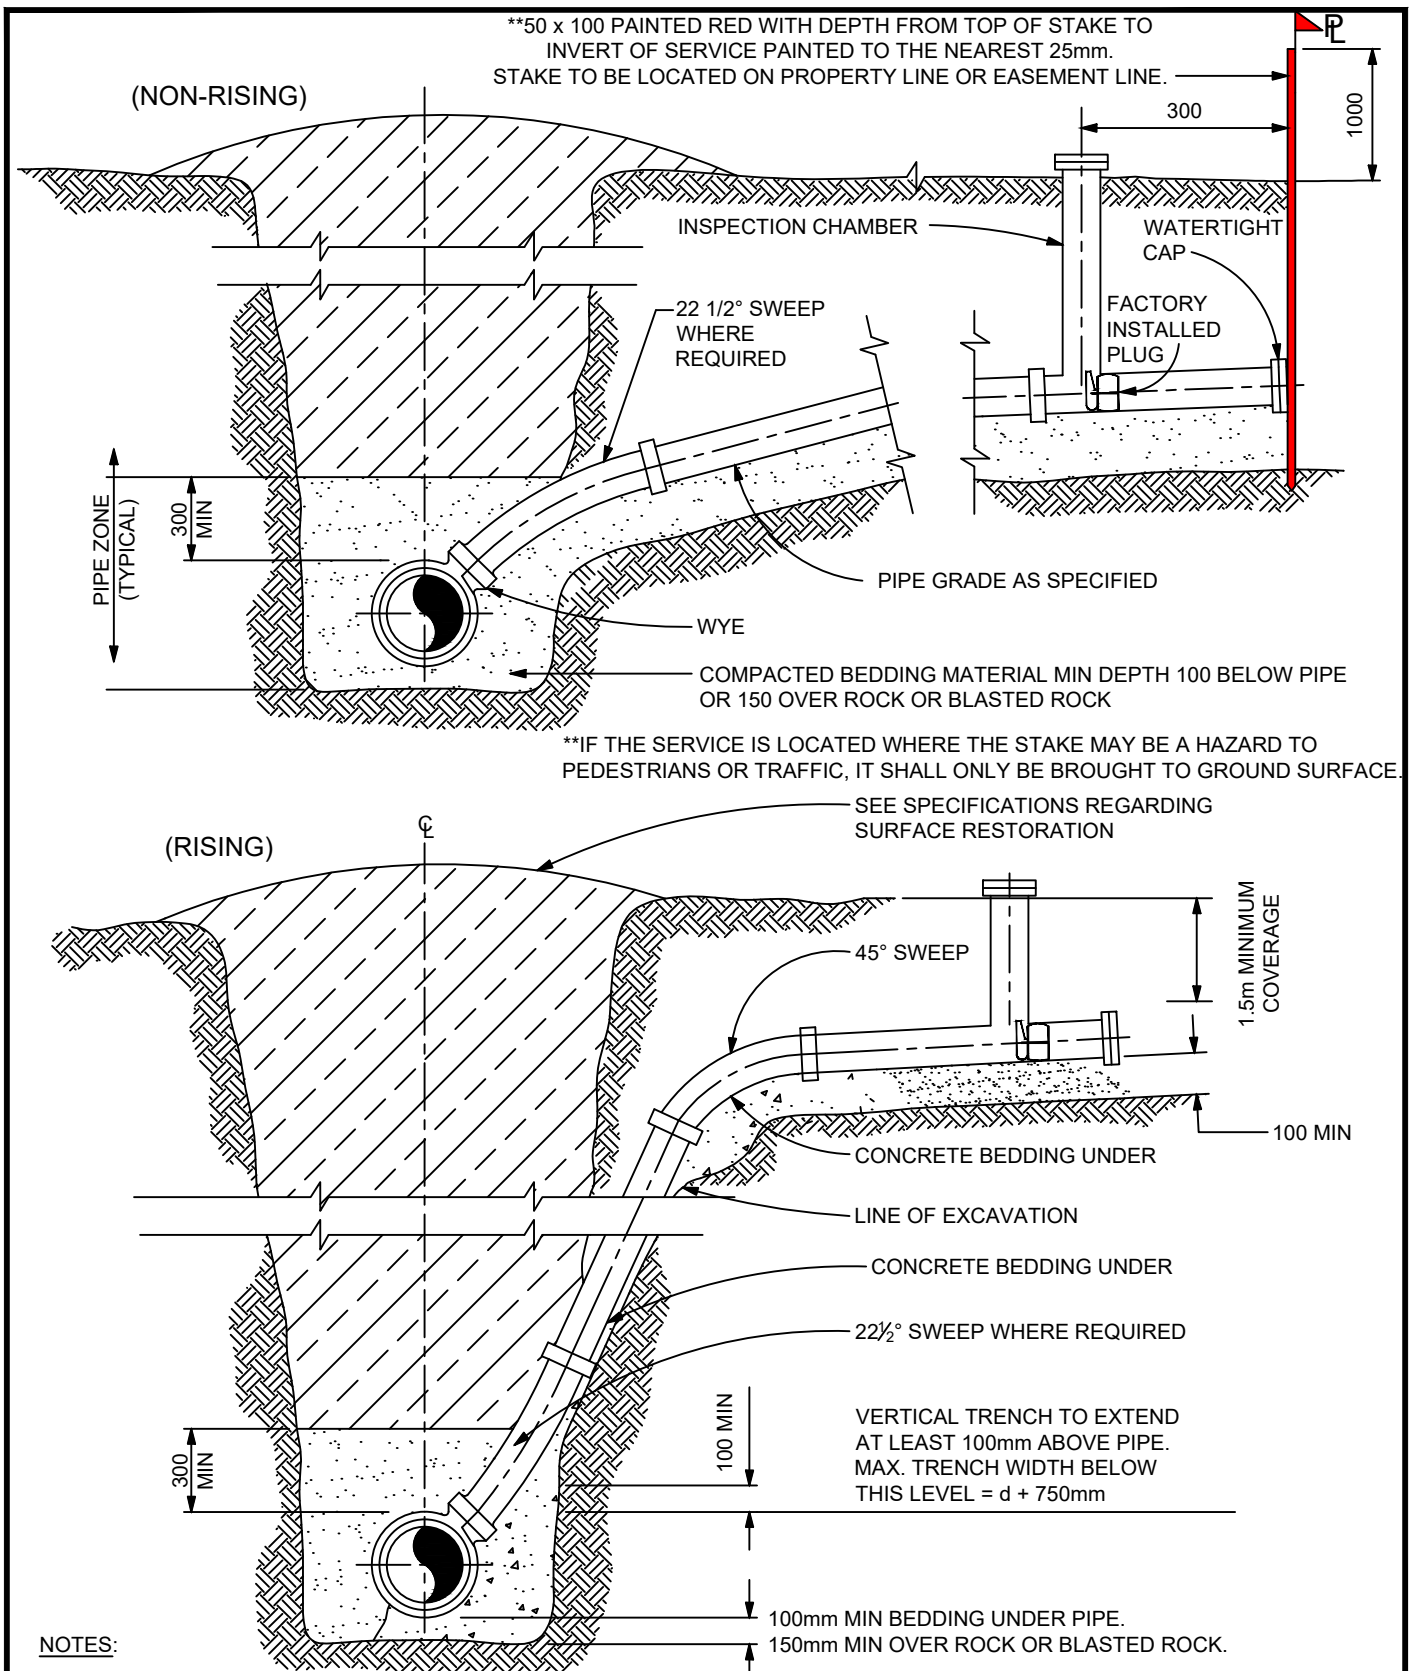 **50 x 100 PAINTED RED WITH DEPTH FROM TOP OF STAKE TO
INVERT OF SERVICE PAINTED TO THE NEAREST 25mm.
STAKE TO BE LOCATED ON PROPERTY LINE OR EASEMENT LINE.
PL
(NON-RISING)
300
1000
INSPECTION CHAMBER
WATERTIGHT
CAP
22 1/2° SWEEP
WHERE
REQUIRED
FACTORY
INSTALLED
PLUG
PIPE ZONE
(TYPICAL)
300
MIN
PIPE GRADE AS SPECIFIED
WYE
COMPACTED BEDDING MATERIAL MIN DEPTH 100 BELOW PIPE
OR 150 OVER ROCK OR BLASTED ROCK
**IF THE SERVICE IS LOCATED WHERE THE STAKE MAY BE A HAZARD TO
PEDESTRIANS OR TRAFFIC, IT SHALL ONLY BE BROUGHT TO GROUND SURFACE.
(RISING)
CL
SEE SPECIFICATIONS REGARDING
SURFACE RESTORATION
45° SWEEP
1.5m MINIMUM
COVERAGE
100 MIN
CONCRETE BEDDING UNDER
LINE OF EXCAVATION
CONCRETE BEDDING UNDER
22½° SWEEP WHERE REQUIRED
300
MIN
100 MIN
VERTICAL TRENCH TO EXTEND
AT LEAST 100mm ABOVE PIPE.
MAX. TRENCH WIDTH BELOW
THIS LEVEL = d + 750mm
100mm MIN BEDDING UNDER PIPE.
150mm MIN OVER ROCK OR BLASTED ROCK.
NOTES: